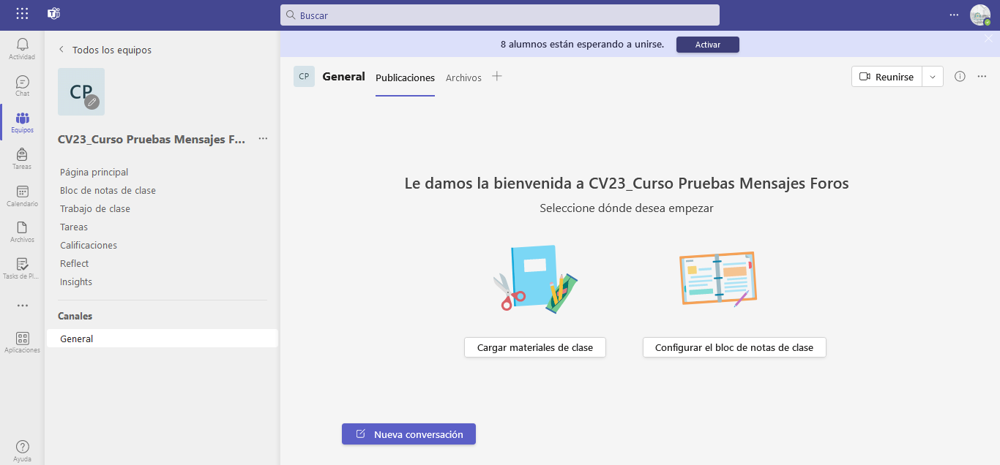 Buscar
Actividad
Chat
Equipos
Tareas
Calendario
Archivos
Tasks de Pl...
Aplicaciones
Ayuda
Todos los equipos
CP
CV23_Curso Pruebas Mensajes F...
Página principal
Bloc de notas de clase
Trabajo de clase
Tareas
Calificaciones
Reflect
Insights
Canales
General
8 alumnos están esperando a unirse. Activar
CP General Publicaciones Archivos Reunirse
Le damos la bienvenida a CV23_Curso Pruebas Mensajes Foros
Seleccione dónde desea empezar
Cargar materiales de clase Configurar el bloc de notas de clase
Nueva conversación